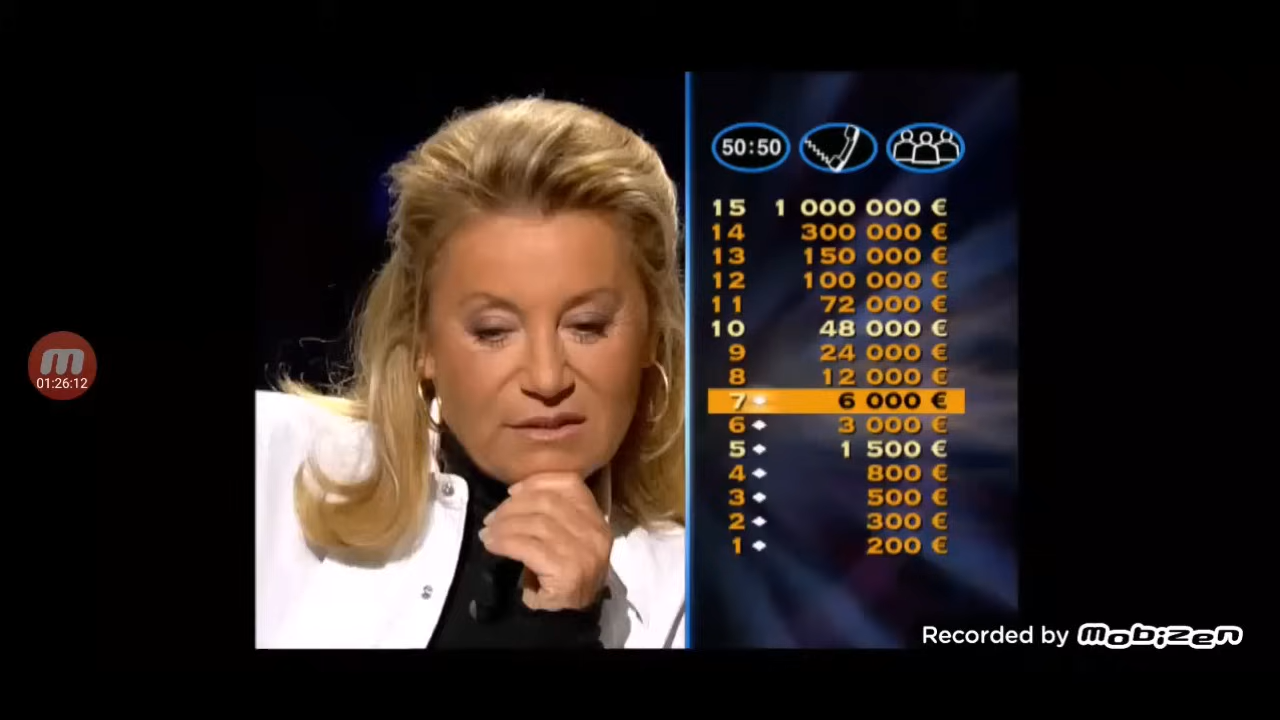 50:50
15 1 000 000 €
14 300 000 €
13 150 000 €
12 100 000 €
11 72 000 €
10 48 000 €
9 24 000 €
8 12 000 €
7 6 000 €
6 3 000 €
5 1 500 €
4 800 €
3 500 €
2 300 €
1 200 €
01:26:12
Recorded by mobizen